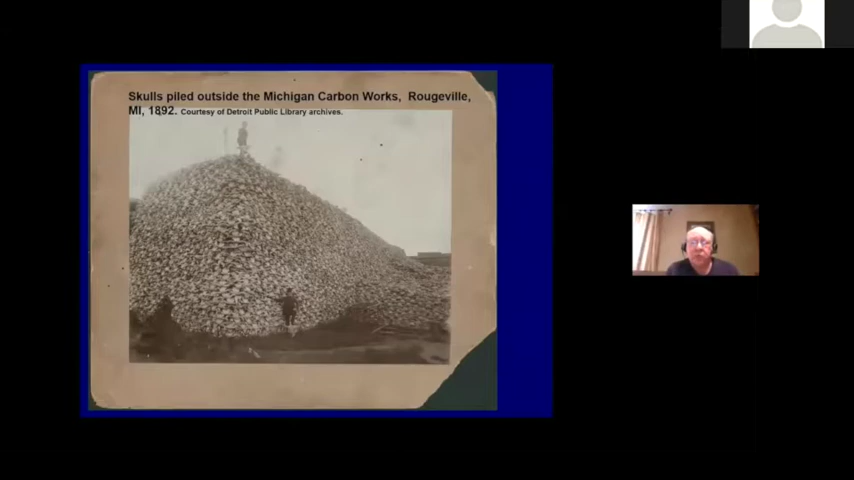 Skulls piled outside the Michigan Carbon Works, Rougeville,
MI, 1892. Courtesy of Detroit Public Library archives.